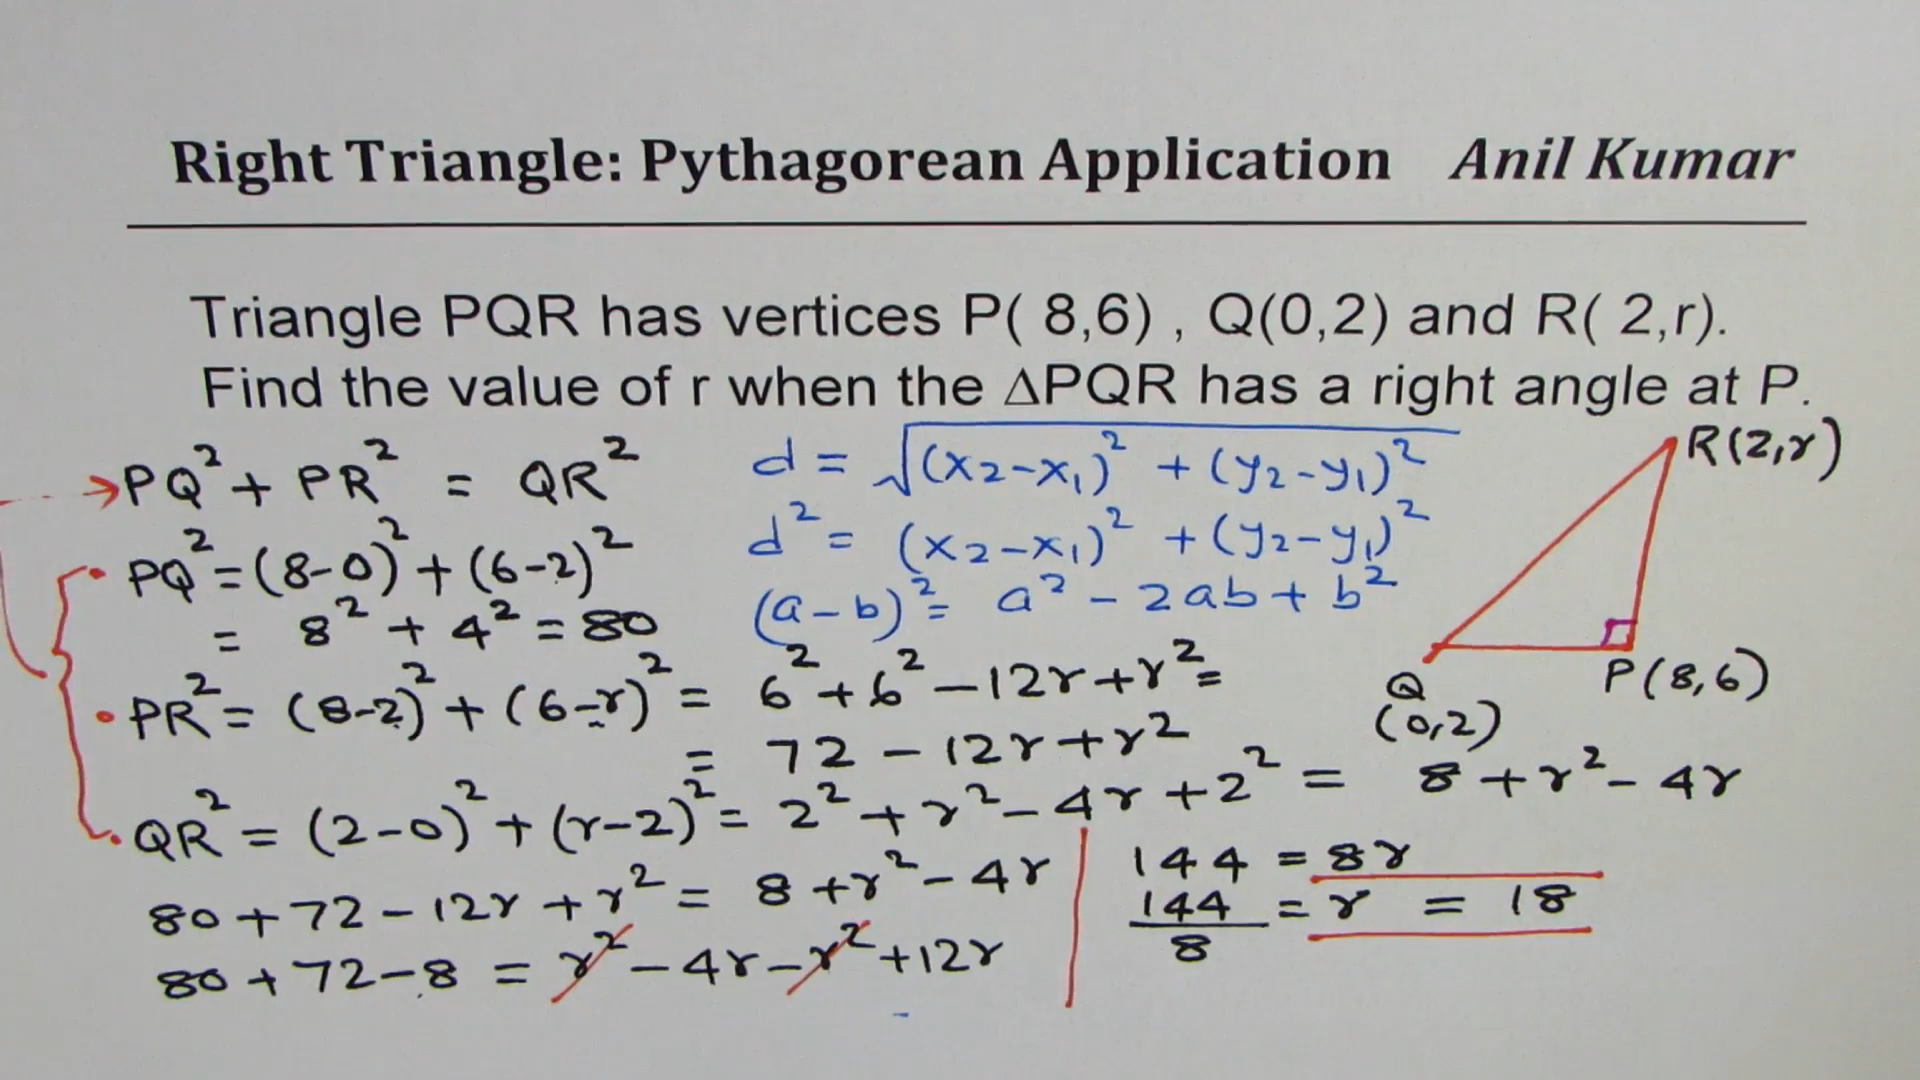 Right Triangle: Pythagorean Application Anil Kumar
Triangle PQR has vertices P( 8,6) , Q(0,2) and R( 2,r).
Find the value of r when the ΔPQR has a right angle at P.
→PQ² + PR² = QR²
• PQ² = (8-0)² + (6-2)²
= 8² + 4² = 80
• PR² = (8-2)² + (6-r)² = 6² + 6² - 12r + r² =
= 72 - 12r + r²
• QR² = (2-0)² + (r-2)² = 2² + r² - 4r + 2² = 8 + r² - 4r
80 + 72 - 12r + r² = 8 + r² - 4r
80 + 72 - 8 = r² - 4r - r² + 12r
d = √(x₂-x₁)² + (y₂-y₁)²
d² = (x₂-x₁)² + (y₂-y₁)²
(a-b)² = a² - 2ab + b²
144 = 8r
144/8 = r = 18
R(2,r)
Q
(0,2)
P(8,6)